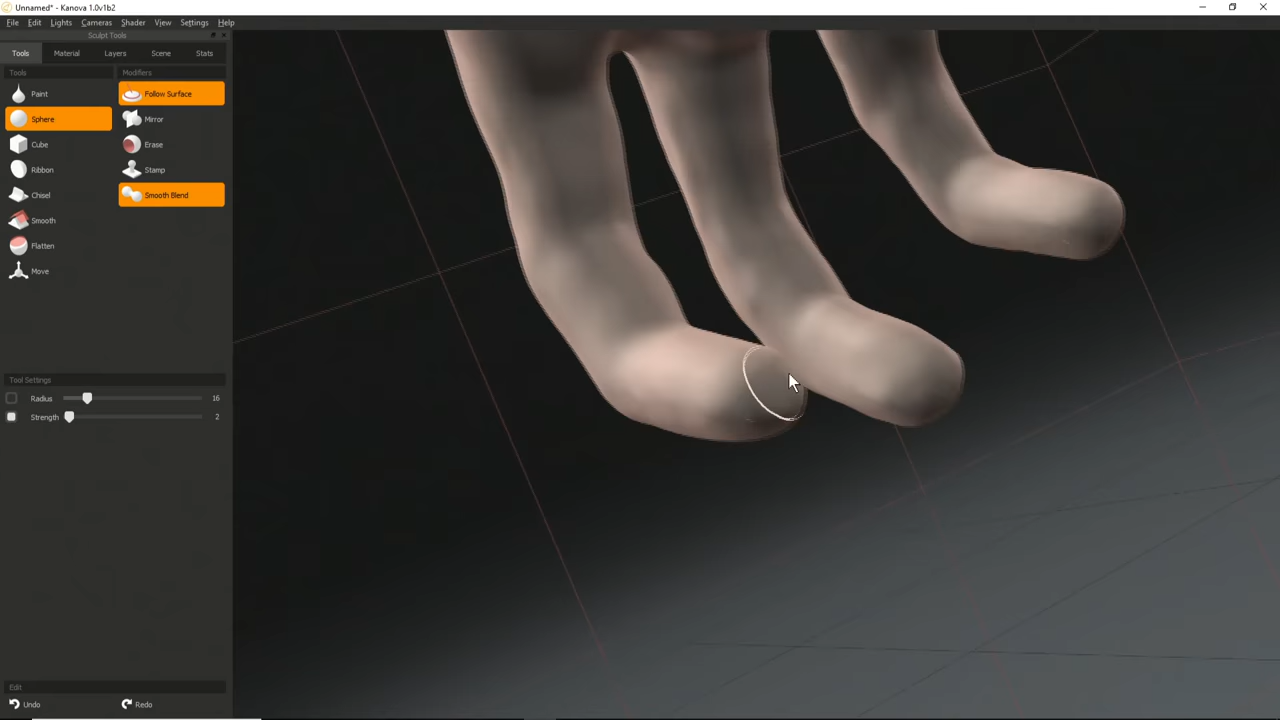 Unnamed* - Kanova 1.0v1b2
File Edit Lights Cameras Shader View Settings Help
Sculpt Tools
Tools Material Layers Scene Stats
Tools Modifiers
Paint Follow Surface
Sphere Mirror
Cube Erase
Ribbon Stamp
Chisel Smooth Blend
Smooth
Flatten
Move
Tool Settings
Radius 16
Strength 2
Edit
Undo Redo